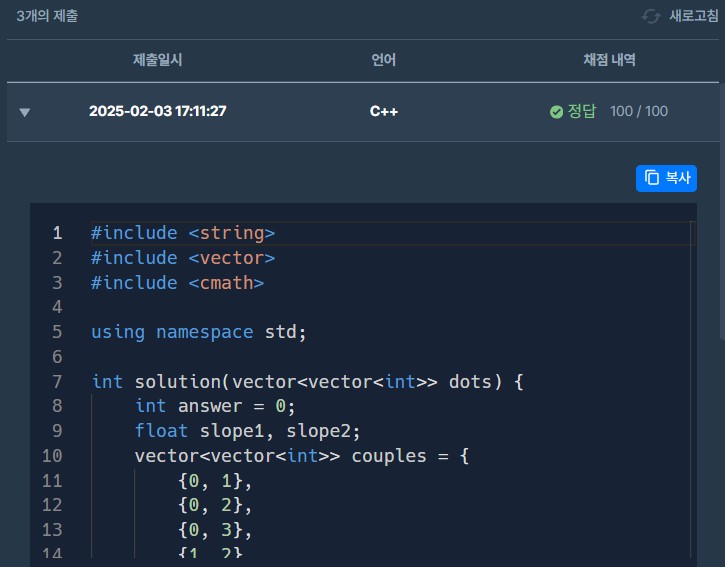 3개의 제출 새로고침
제출일시 언어 채점 내역
2025-02-03 17:11:27 C++ 정답 100 / 100
복사
1 #include <string>
2 #include <vector>
3 #include <cmath>
4
5 using namespace std;
6
7 int solution(vector<vector<int>> dots) {
8 int answer = 0;
9 float slope1, slope2;
10 vector<vector<int>> couples = {
11 {0, 1},
12 {0, 2},
13 {0, 3},
14 {1, 2}